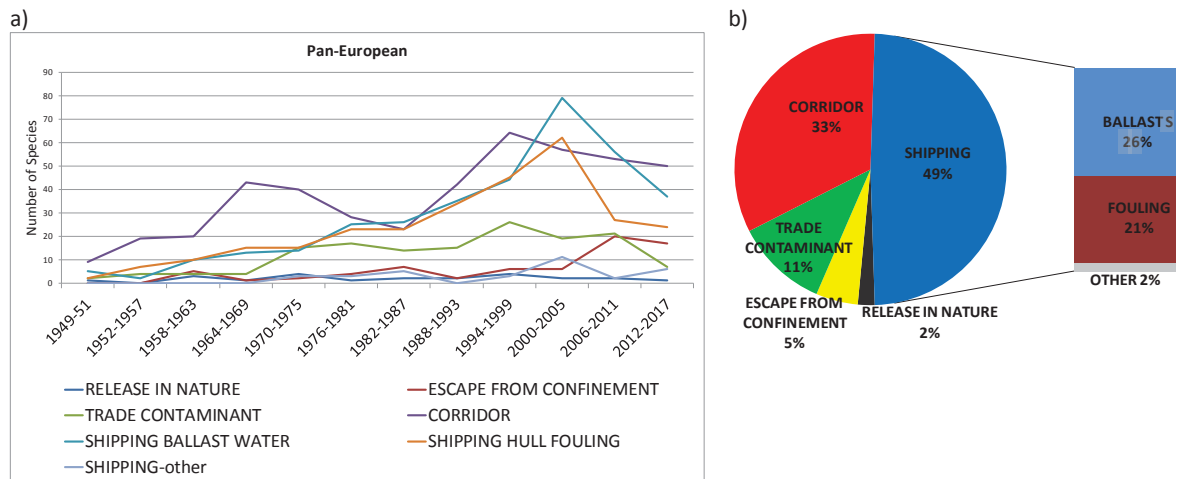 a)
Pan-European
Number of Species
90
80
70
60
50
40
30
20
10
0
1949-51
1952-1957
1958-1963
1964-1969
1970-1975
1976-1981
1982-1987
1988-1993
1994-1999
2000-2005
2006-2011
2012-2017
RELEASE IN NATURE
ESCAPE FROM CONFINEMENT
TRADE CONTAMINANT
CORRIDOR
SHIPPING BALLAST WATER
SHIPPING HULL FOULING
SHIPPING-other
b)
CORRIDOR
33%
SHIPPING
49%
TRADE
CONTAMINANT
11%
ESCAPE FROM
CONFINEMENT
5%
RELEASE IN NATURE
2%
BALLAST S
26%
FOULING
21%
OTHER 2%